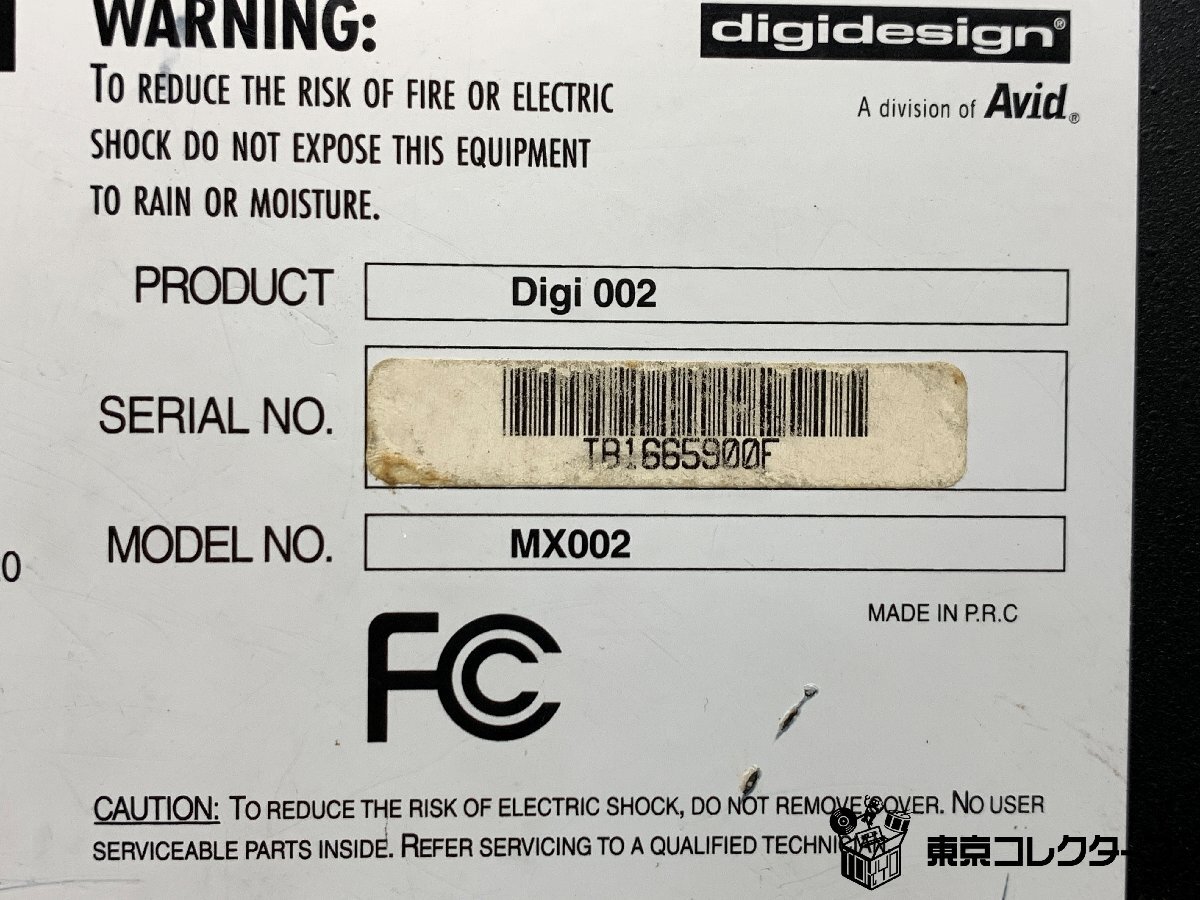 WARNING:
TO REDUCE THE RISK OF FIRE OR ELECTRIC
SHOCK DO NOT EXPOSE THIS EQUIPMENT
TO RAIN OR MOISTURE.
digidesign®
A division of Avid®
PRODUCT Digi 002
SERIAL NO. TB1665900F
MODEL NO. MX002
0
FC
MADE IN P.R.C
CAUTION: TO REDUCE THE RISK OF ELECTRIC SHOCK, DO NOT REMOVE COVER. NO USER
SERVICEABLE PARTS INSIDE. REFER SERVICING TO A QUALIFIED TECHNICIAN.
TOKYO
東京コレクター